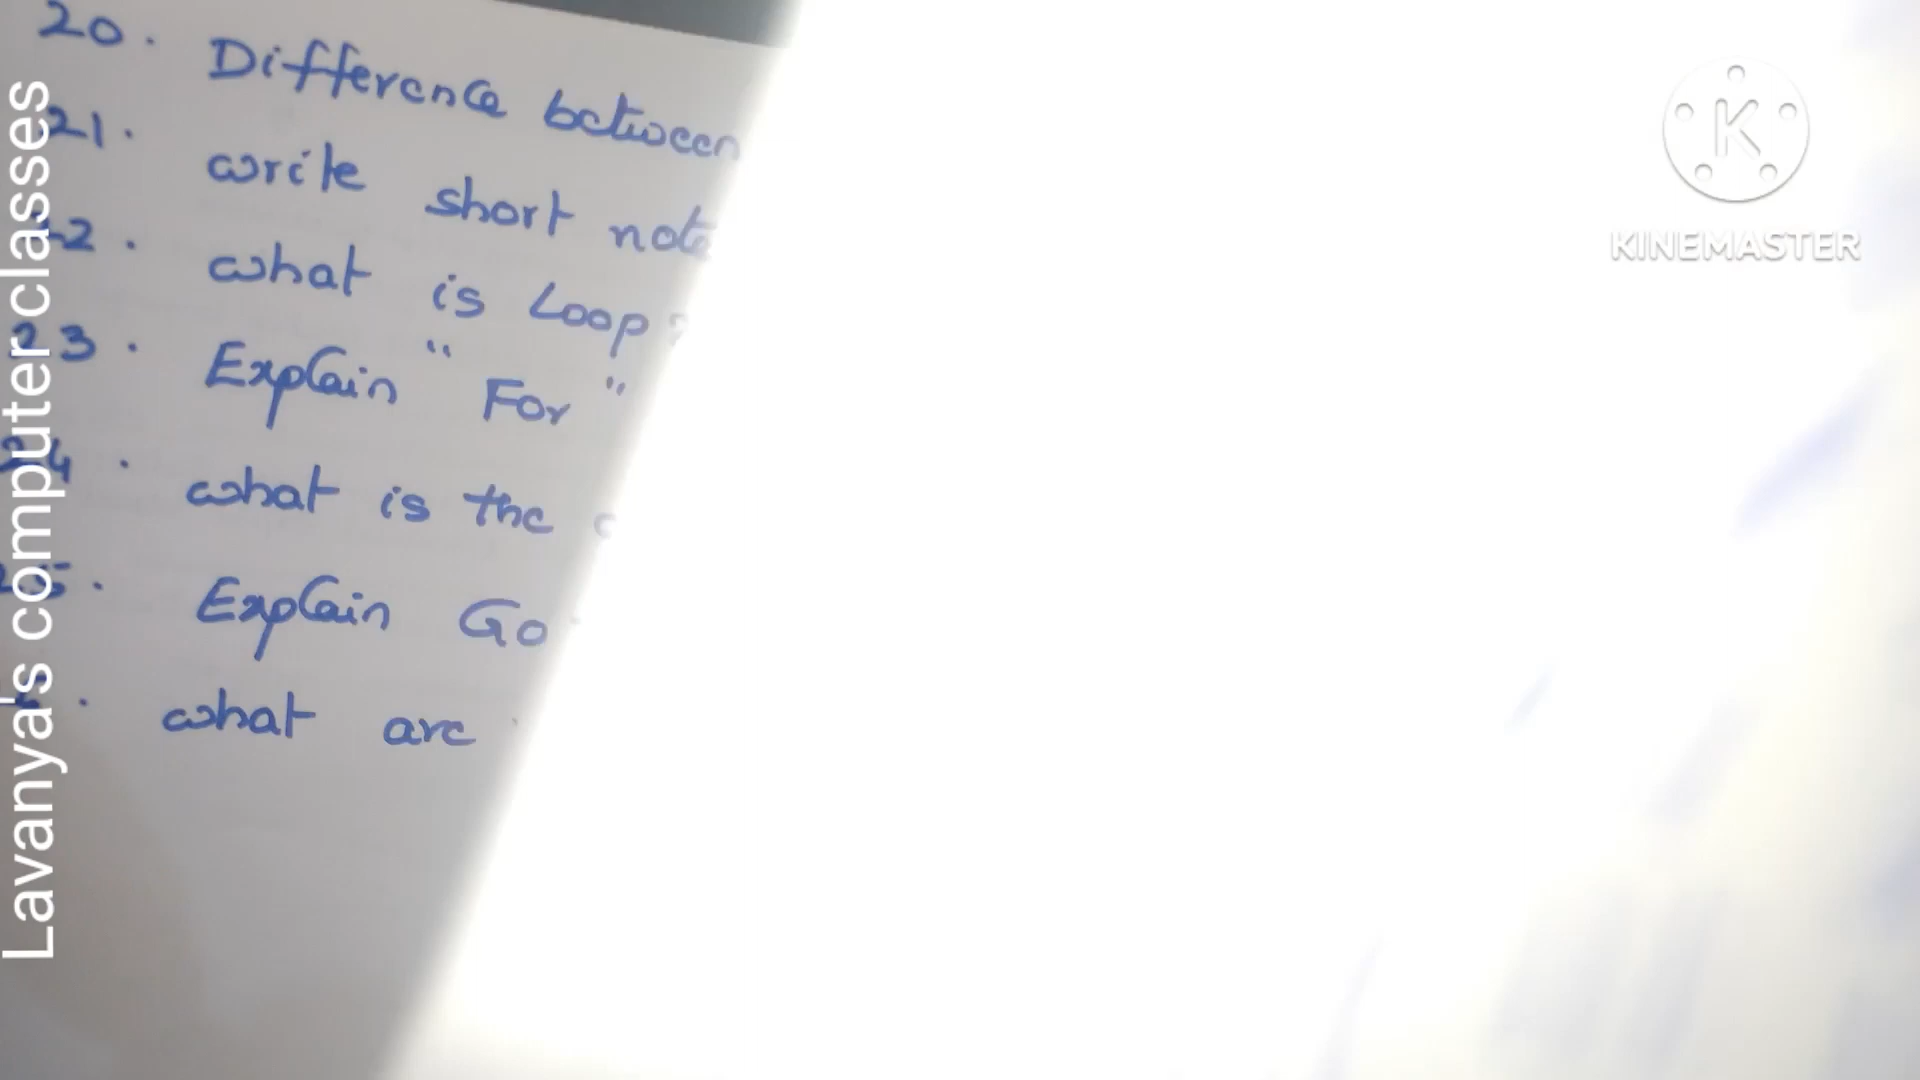 20. Difference between
21. write short note
22. what is Loop?
23. Explain "For"
24. what is the
25. Explain Go
what are
Lavanya's computer classes
KINEMASTER